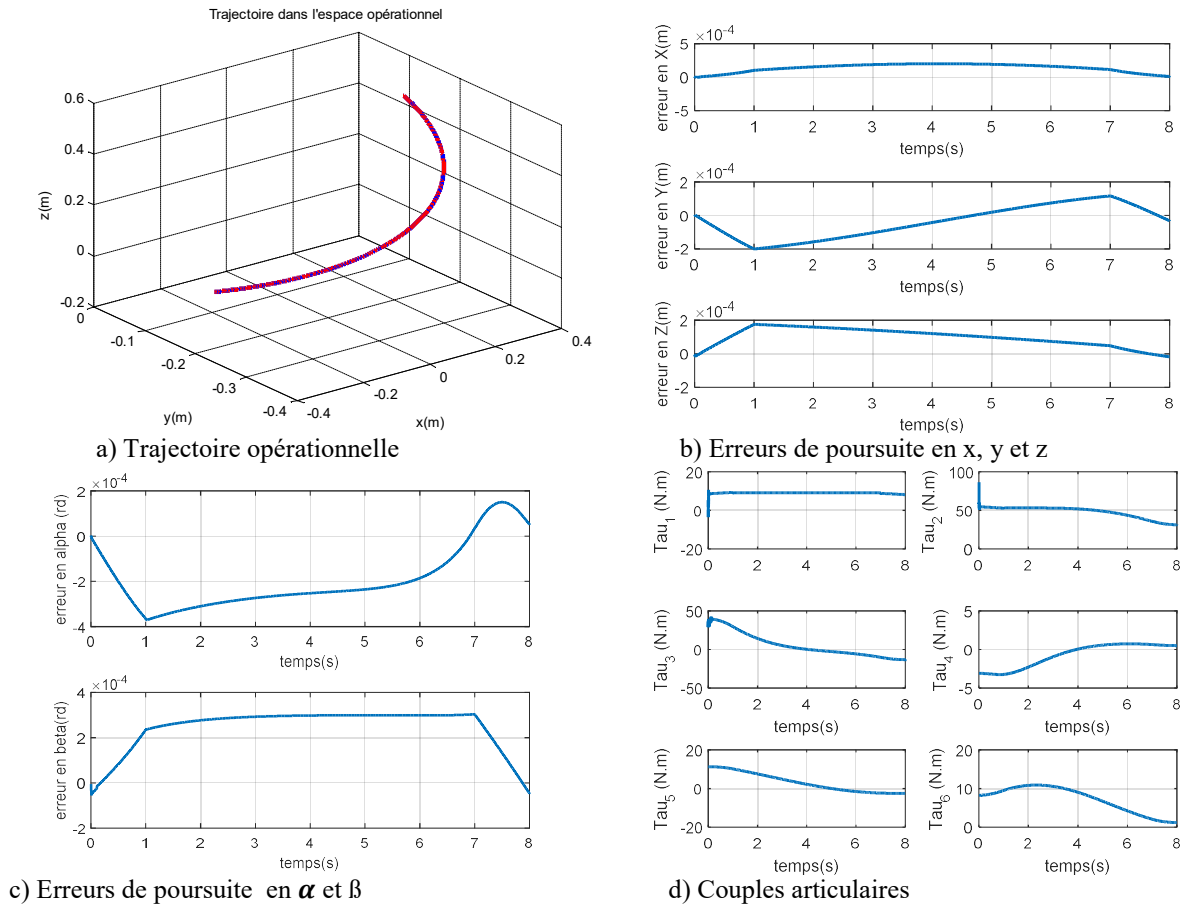 Trajectoire dans l'espace opérationnel
z(m)
0.6
0.4
0.2
0
-0.2
0
-0.1
-0.2
-0.3
-0.4
y(m)
-0.4
-0.2
0
0.2
0.4
x(m)
a) Trajectoire opérationnelle
×10⁻⁴
erreur en X(m)
5
0
-5
0 1 2 3 4 5 6 7 8
temps(s)
×10⁻⁴
erreur en Y(m)
2
0
-2
0 1 2 3 4 5 6 7 8
temps(s)
×10⁻⁴
erreur en Z(m)
2
0
-2
0 1 2 3 4 5 6 7 8
temps(s)
b) Erreurs de poursuite en x, y et z
×10⁻⁴
erreur en alpha (rd)
2
0
-2
-4
0 1 2 3 4 5 6 7 8
temps(s)
×10⁻⁴
erreur en beta(rd)
4
2
0
-2
0 1 2 3 4 5 6 7 8
temps(s)
c) Erreurs de poursuite en α et ß
Tau₁ (N.m)
20
0
-20
0 2 4 6 8
Tau₂ (N.m)
100
50
0
0 2 4 6 8
Tau₃ (N.m)
50
0
-50
0 2 4 6 8
temps(s)
Tau₄ (N.m)
5
0
-5
0 2 4 6 8
temps(s)
Tau₅ (N.m)
20
0
-20
0 2 4 6 8
temps(s)
Tau₆ (N.m)
20
10
0
0 2 4 6 8
temps(s)
d) Couples articulaires